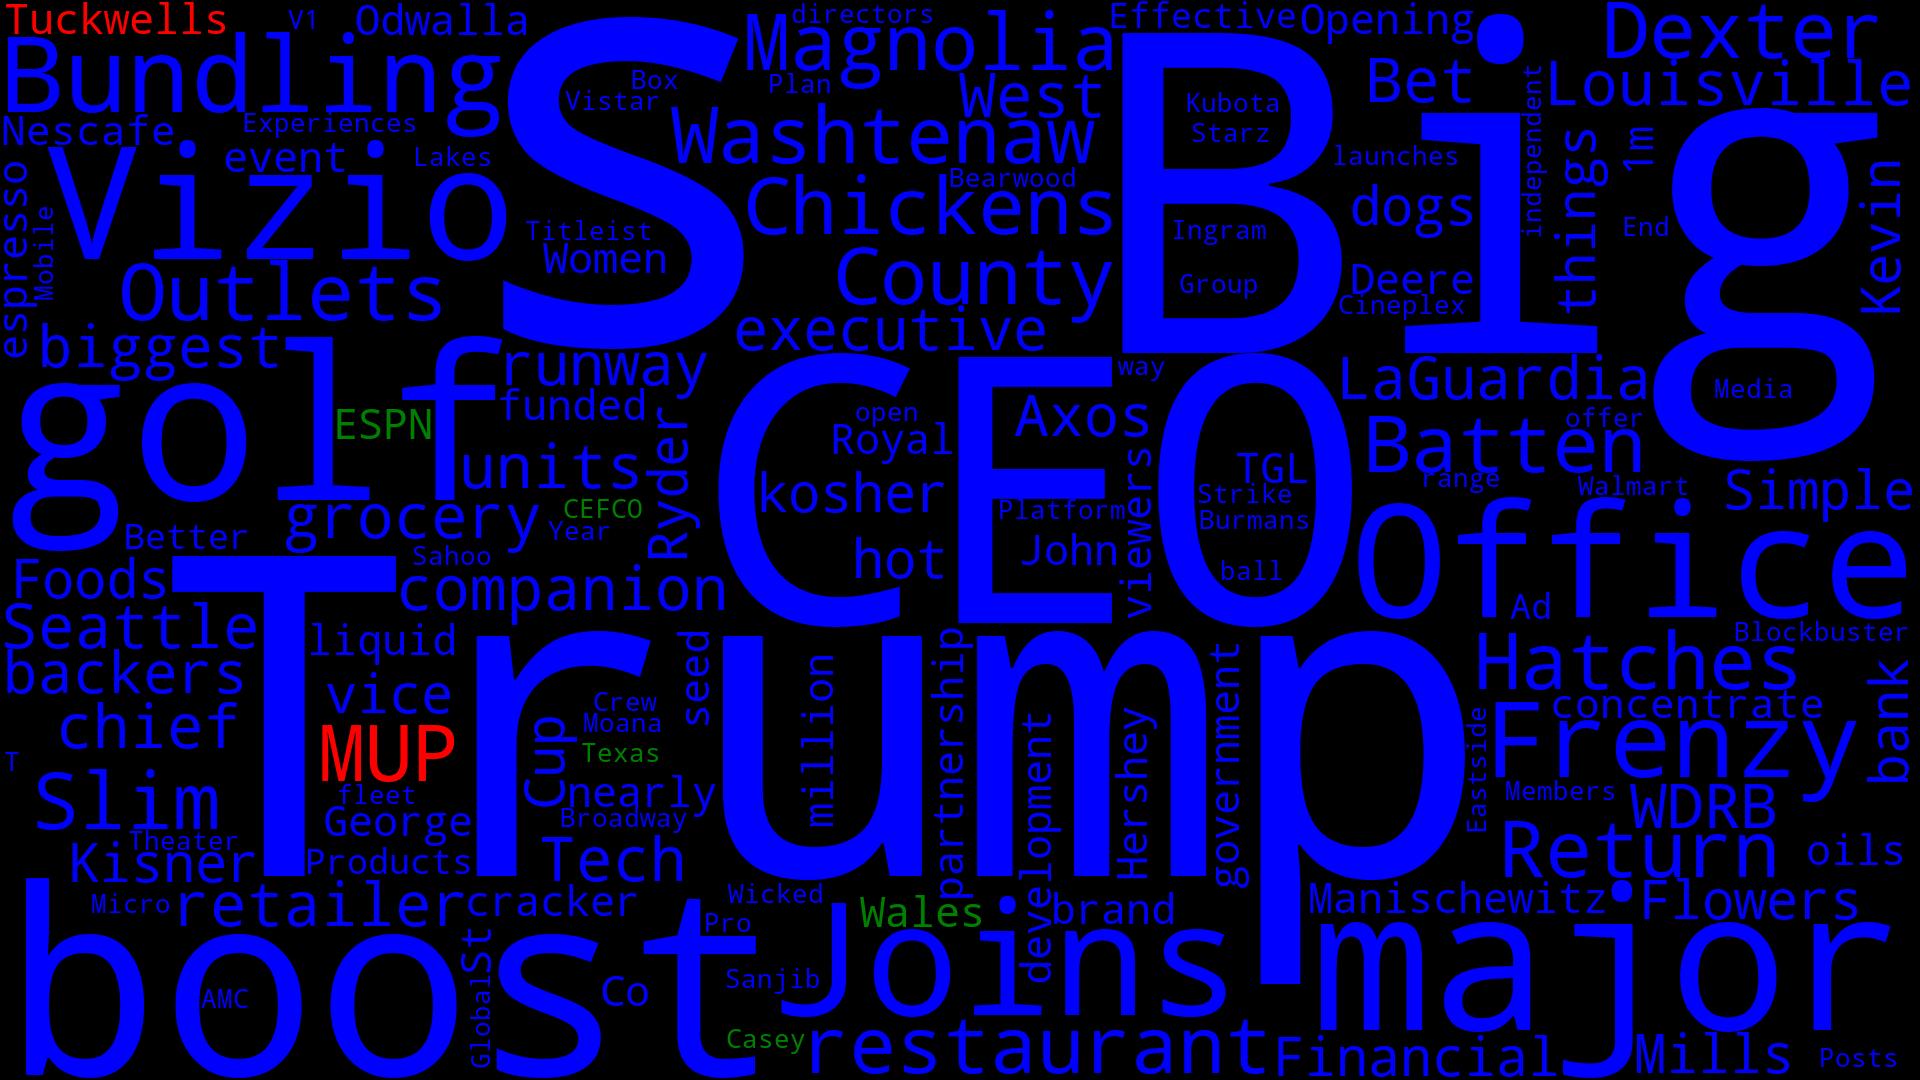 Tuckwells
V1
Odwalla
directors
Effective
Opening
Dexter
Bundling
S
Box
Vistar
Magnolia
Plan
West
Big
Bet
independent
Louisville
Nescafe
Experiences
Washtenaw
Kubota
Starz
launches
things
1m
Vizio
event
Lakes
Bearwood
Chickens
dogs
Kevin
espresso
Mobile
Titleist
Women
Ingram
End
Outlets
County
Group
Deere
Cineplex
biggest
executive
runway
CEO
way
LaGuardia
Media
golf
ESPN
funded
Ryder
open
Royal
Axos
offer
Batten
units
kosher
viewers
TGL
Strike
Burmans
range
Walmart
Simple
grocery
CEFCO
Year
Platform
Better
Sahoo
hot
John
ball
Office
Foods
Trump
companion
Ad
Seattle
liquid
seed
million
partnership
development
Hershey
government
Hatches
Blockbuster
backers
vice
Crew
Moana
concentrate
bank
chief
MUP
Cup
Texas
Eastside
Frenzy
T
Slim
fleet
nearly
Members
WDRB
George
Broadway
Theater
Kisner
Products
Tech
Return
oils
Micro
retailer
cracker
Wicked
Wales
brand
Manischewitz
Flowers
boost
AMC
GlobalSt
Co
Pro
Sanjib
Joins
major
Casey
restaurant
Financial
Mills
Posts